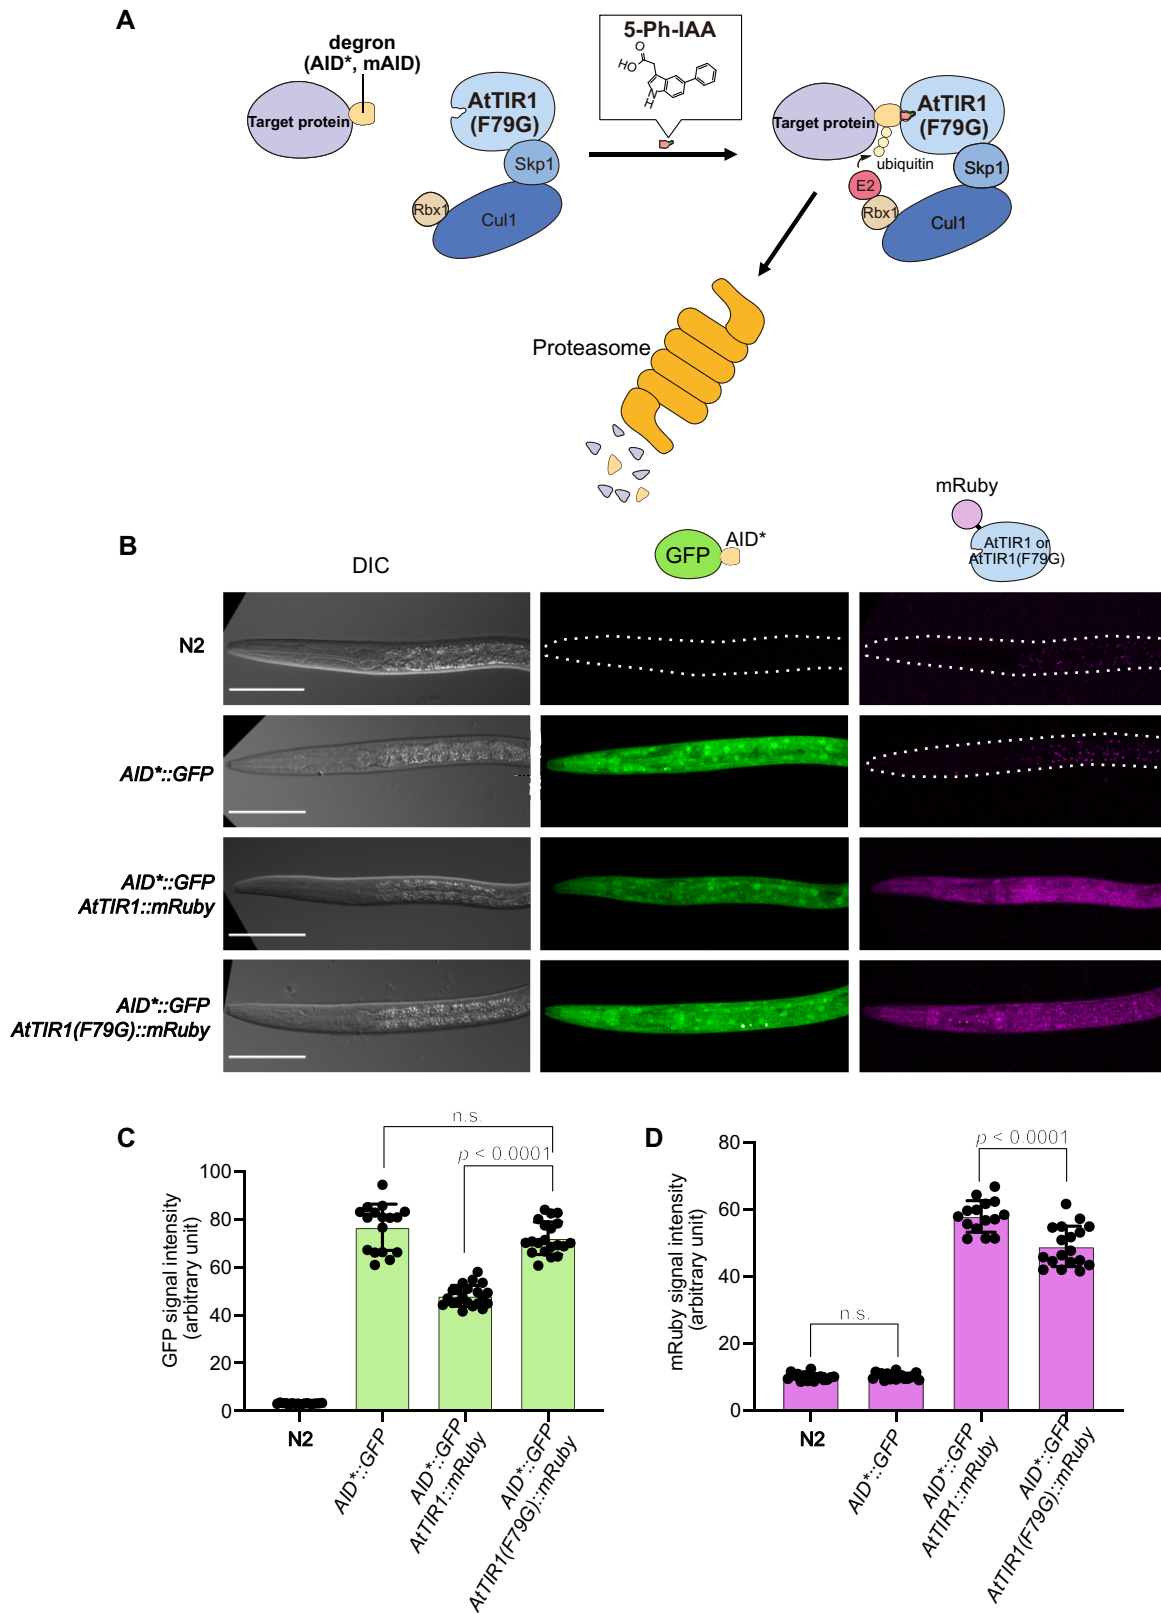 A
degron
(AID*, mAID)
Target protein
AtTIR1
(F79G)
Skp1
Rbx1
Cul1
5-Ph-IAA
O
HO
N
H
Target protein
AtTIR1
(F79G)
ubiquitin
Skp1
E2
Rbx1
Cul1
Proteasome
B
DIC
GFP
AID*
mRuby
AtTIR1 or
AtTIR1(F79G)
N2
AID*::GFP
AID*::GFP
AtTIR1::mRuby
AID*::GFP
AtTIR1(F79G)::mRuby
C
n.s.
p < 0.0001
GFP signal intensity
(arbitrary unit)
100
80
60
40
20
0
N2
AID*::GFP
AID*::GFP
AtTIR1::mRuby
AID*::GFP
AtTIR1(F79G)::mRuby
D
p < 0.0001
n.s.
mRuby signal intensity
(arbitrary unit)
80
60
40
20
0
N2
AID*::GFP
AID*::GFP
AtTIR1::mRuby
AID*::GFP
AtTIR1(F79G)::mRuby